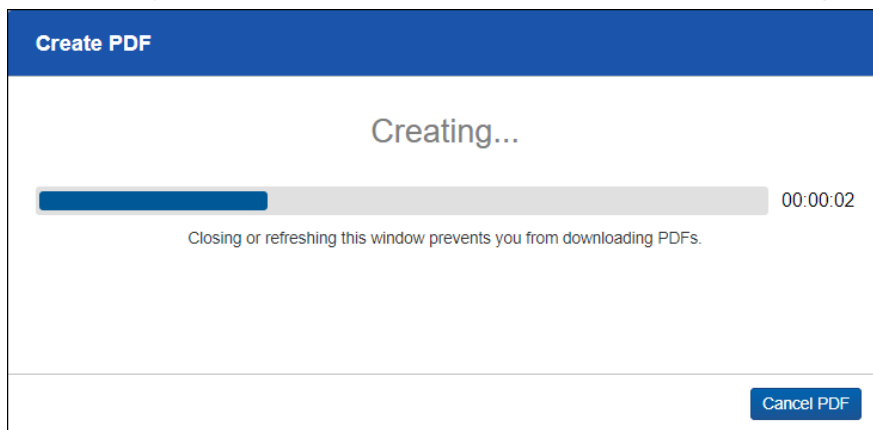 Create PDF
Creating...
00:00:02
Closing or refreshing this window prevents you from downloading PDFs.
Cancel PDF